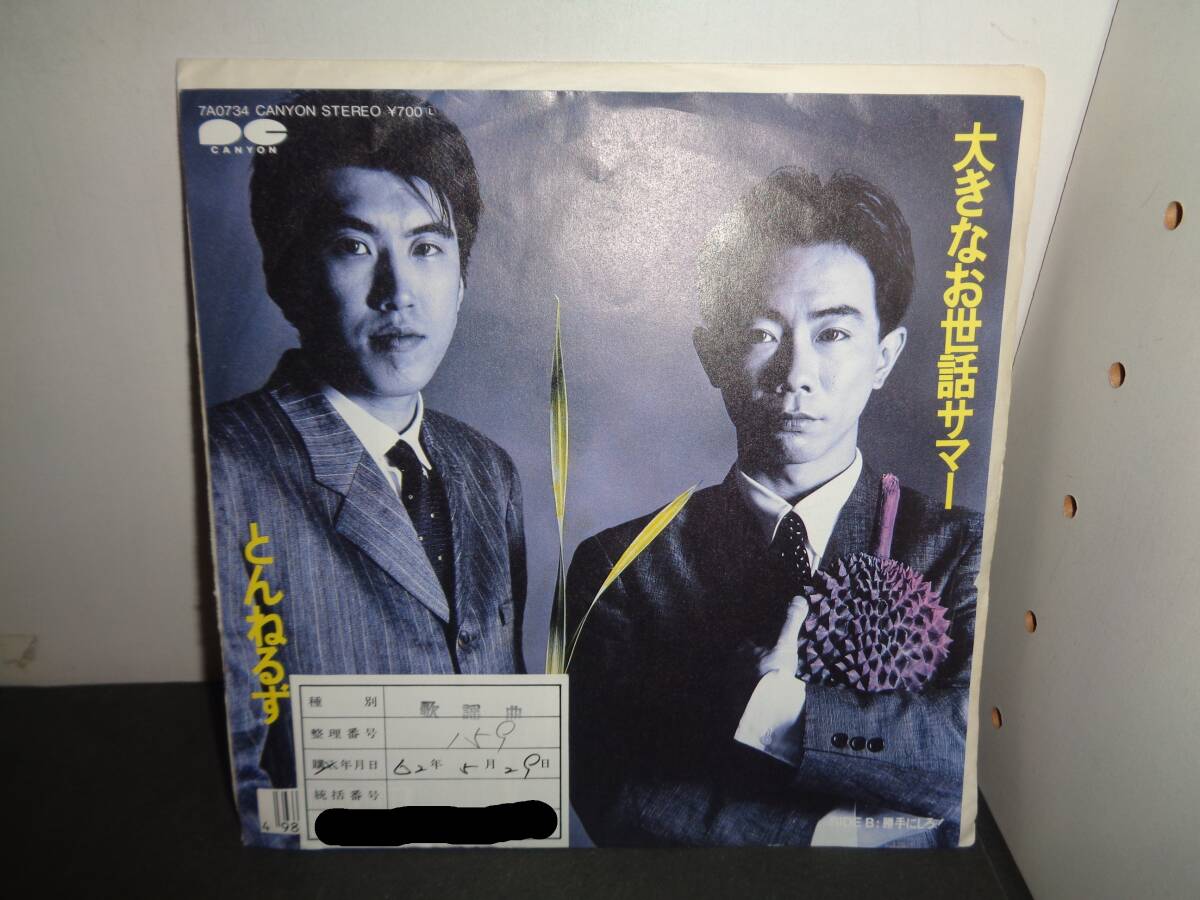 7A0734 CANYON STEREO ¥700 L
CANYON
大きなお世話サマー
とんねるず
種別 歌謡曲
整理番号 159
年月日 62年5月29日
統括番号
4 98
SIDE B: 勝手にしろ!